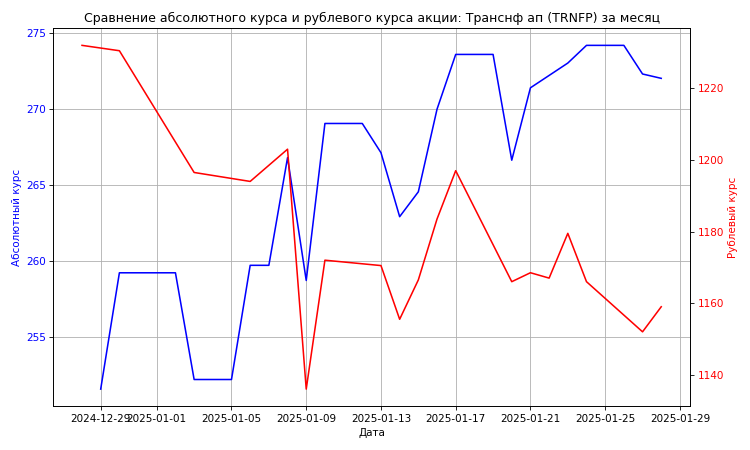 Сравнение абсолютного курса и рублевого курса акции: Транснф ап (TRNFP) за месяц
Абсолютный курс
275
270
265
260
255
1220
1200
1180
1160
1140
Рублевый курс
2024-12-29 2025-01-01 2025-01-05 2025-01-09 2025-01-13 2025-01-17 2025-01-21 2025-01-25 2025-01-29
Дата